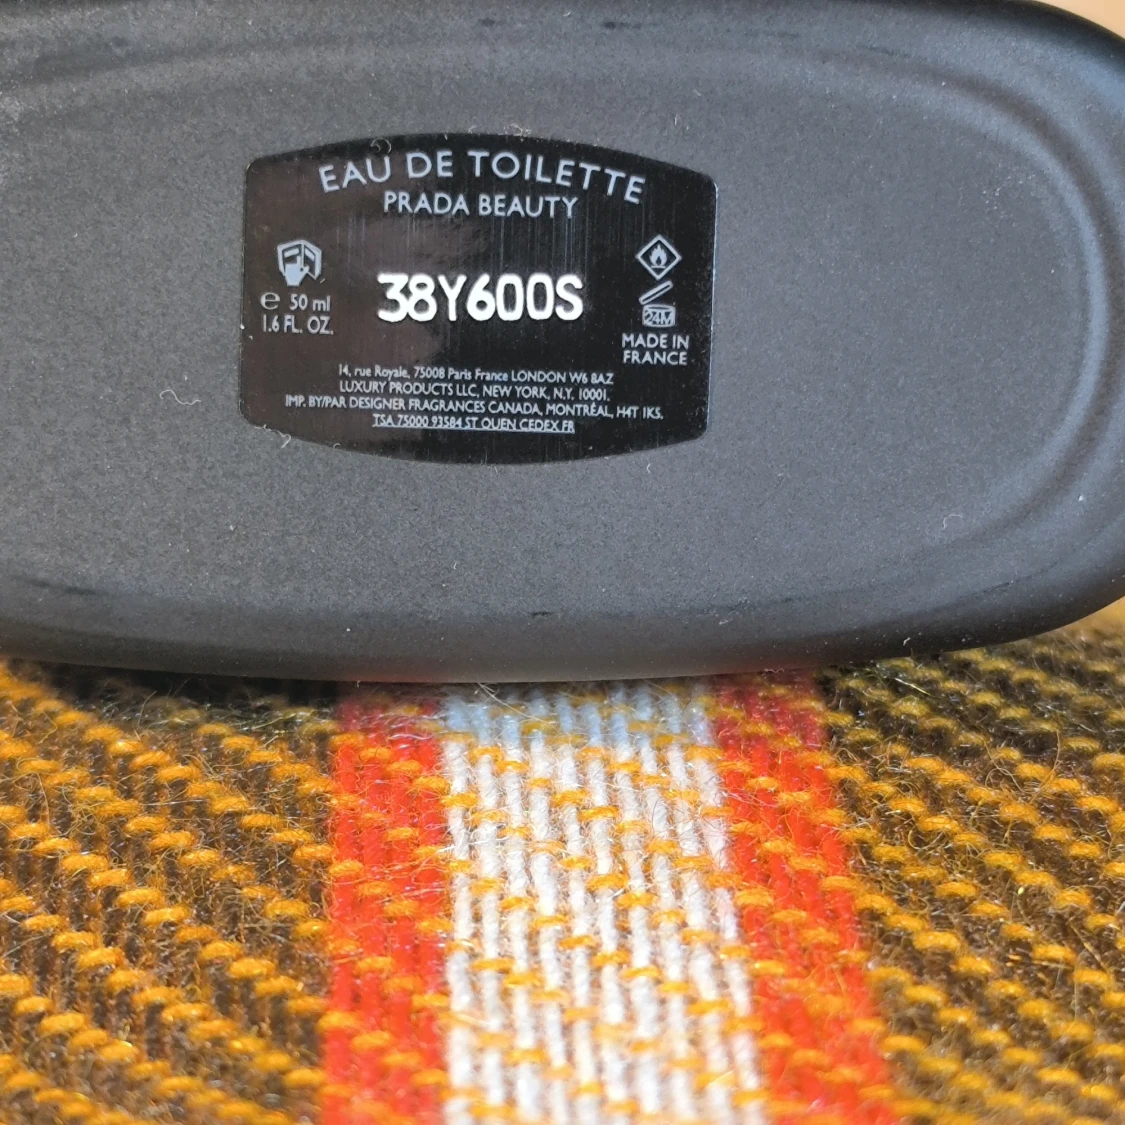 EAU DE TOILETTE
PRADA BEAUTY
38Y600S
℮ 50 ml
1.6 FL. OZ.
24M
MADE IN
FRANCE
14, rue Royale, 75008 Paris France LONDON W6 8AZ
LUXURY PRODUCTS LLC, NEW YORK, N.Y. 10001.
IMP. BY/PAR DESIGNER FRAGRANCES CANADA, MONTRÉAL, H4T 1K5.
TSA 75000 93584 ST OUEN CEDEX FR